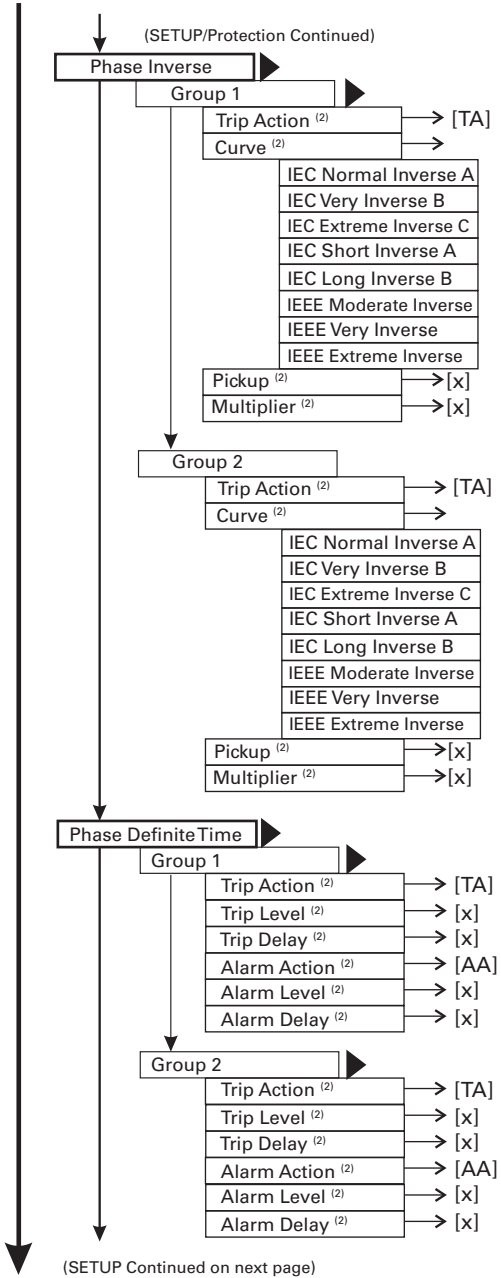 (SETUP/Protection Continued)
Phase Inverse
Group 1
Trip Action (2) [TA]
Curve (2)
IEC Normal Inverse A
IEC Very Inverse B
IEC Extreme Inverse C
IEC Short Inverse A
IEC Long Inverse B
IEEE Moderate Inverse
IEEE Very Inverse
IEEE Extreme Inverse
Pickup (2) [x]
Multiplier (2) [x]
Group 2
Trip Action (2) [TA]
Curve (2)
IEC Normal Inverse A
IEC Very Inverse B
IEC Extreme Inverse C
IEC Short Inverse A
IEC Long Inverse B
IEEE Moderate Inverse
IEEE Very Inverse
IEEE Extreme Inverse
Pickup (2) [x]
Multiplier (2) [x]
Phase Definite Time
Group 1
Trip Action (2) [TA]
Trip Level (2) [x]
Trip Delay (2) [x]
Alarm Action (2) [AA]
Alarm Level (2) [x]
Alarm Delay (2) [x]
Group 2
Trip Action (2) [TA]
Trip Level (2) [x]
Trip Delay (2) [x]
Alarm Action (2) [AA]
Alarm Level (2) [x]
Alarm Delay (2) [x]
(SETUP Continued on next page)